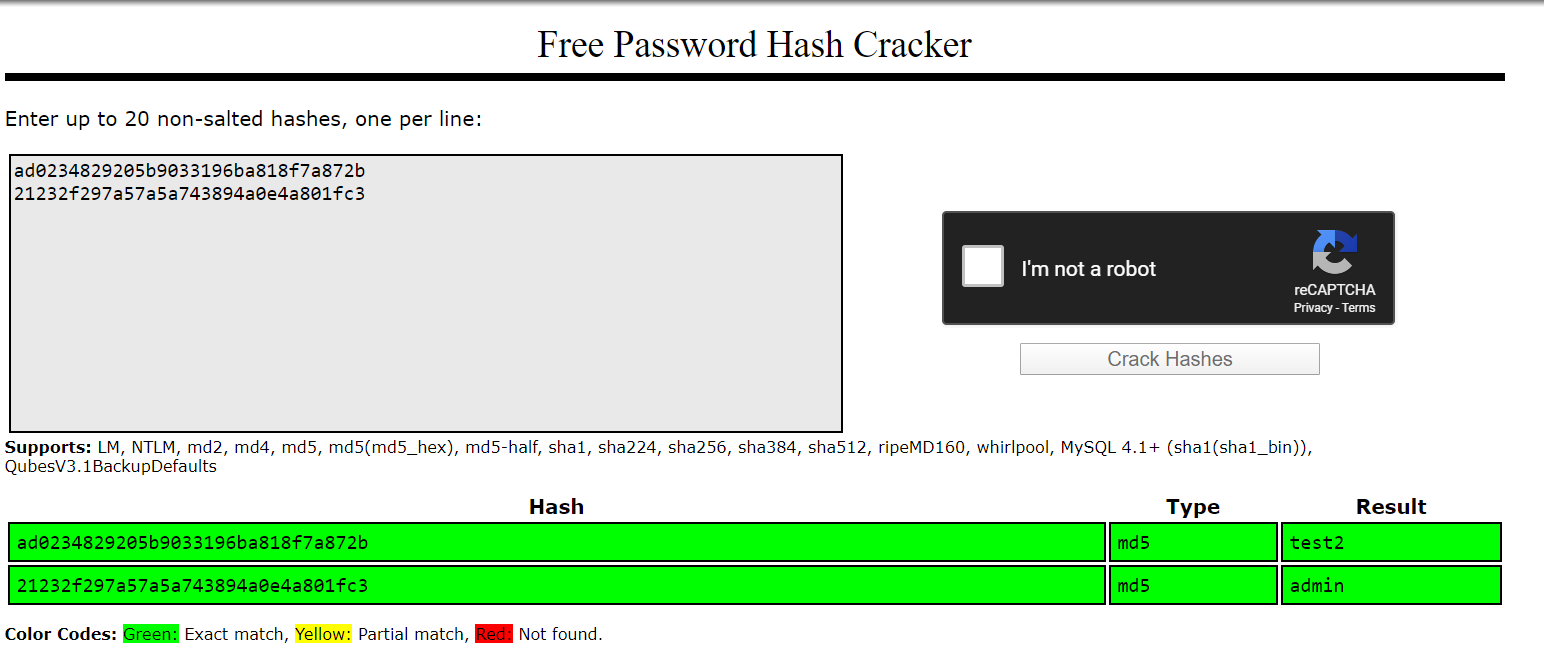 Free Password Hash Cracker
Enter up to 20 non-salted hashes, one per line:
ad0234829205b9033196ba818f7a872b
21232f297a57a5a743894a0e4a801fc3
I'm not a robot
reCAPTCHA
Privacy - Terms
Crack Hashes
Supports: LM, NTLM, md2, md4, md5, md5(md5_hex), md5-half, sha1, sha224, sha256, sha384, sha512, ripeMD160, whirlpool, MySQL 4.1+ (sha1(sha1_bin)),
QubesV3.1BackupDefaults
Hash Type Result
ad0234829205b9033196ba818f7a872b md5 test2
21232f297a57a5a743894a0e4a801fc3 md5 admin
Color Codes: Green: Exact match, Yellow: Partial match, Red: Not found.